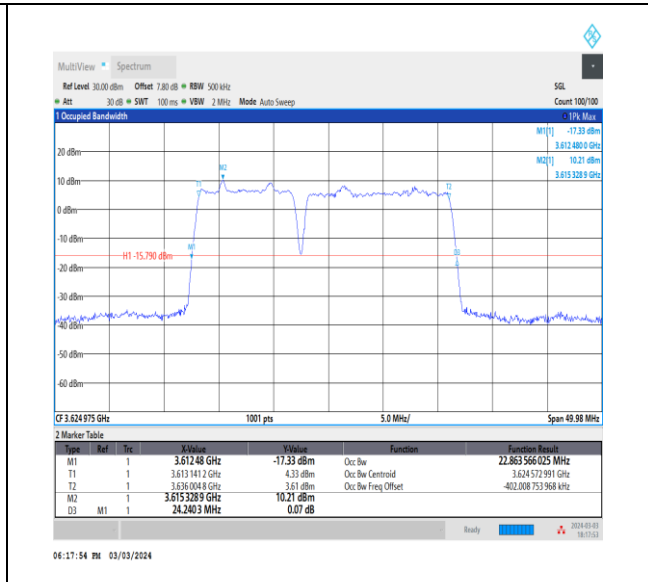 MultiView Spectrum
Ref Level 30.00 dBm Offset 7.80 dB RBW 500 kHz SGL
Att 30 dB SWT 100 ms VBW 2 MHz Mode Auto Sweep Count 100/100
1 Occupied Bandwidth 1Pk Max
M1[1] -17.33 dBm
3.612 480 0 GHz
M2[1] 10.21 dBm
3.615 328 9 GHz
20 dBm
M2
T1
T2
10 dBm
0 dBm
-10 dBm
M1
H1 -15.790 dBm
D3
-20 dBm
-30 dBm
-40 dBm
-50 dBm
-60 dBm
CF 3.624 975 GHz 1001 pts 5.0 MHz/ Span 49.98 MHz
2 Marker Table
Type Ref Trc X-Value Y-Value Function Function Result
M1 1 3.612 48 GHz -17.33 dBm Occ Bw 22.863 566 025 MHz
T1 1 3.613 141 2 GHz 4.33 dBm Occ Bw Centroid 3.624 572 991 GHz
T2 1 3.636 004 8 GHz 3.61 dBm Occ Bw Freq Offset -402.008 753 968 kHz
M2 1 3.615 328 9 GHz 10.21 dBm
D3 M1 1 24.240 3 MHz 0.07 dB
Ready 2024-03-03
18:17:53
06:17:54 PM 03/03/2024